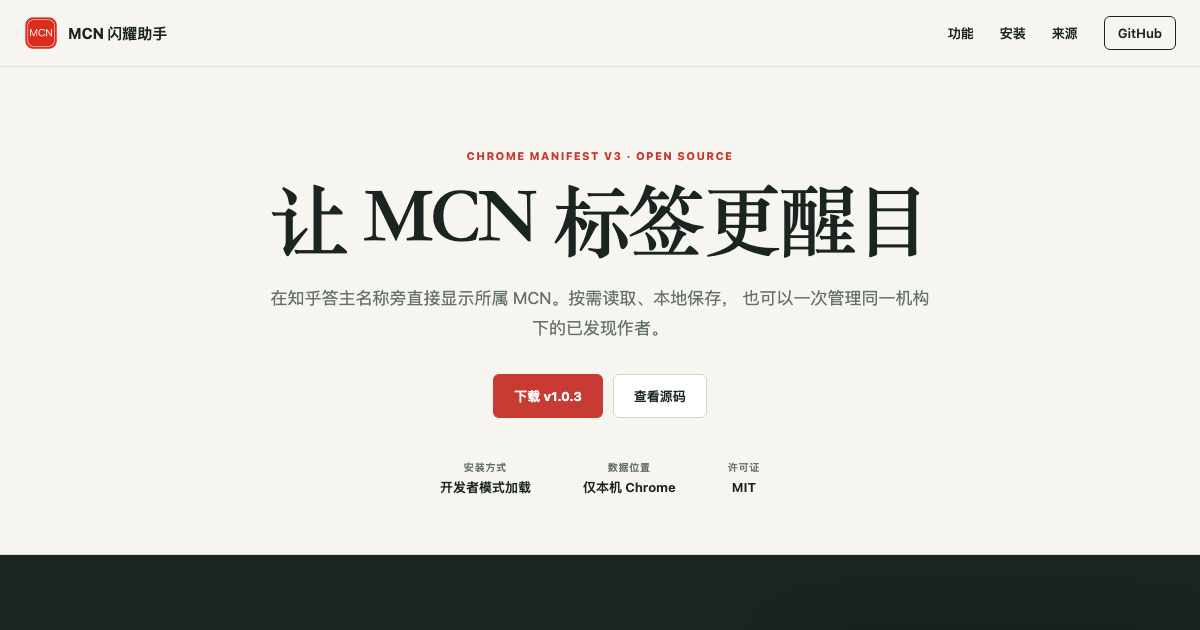 MCN
MCN 闪耀助手
功能
安装
来源
GitHub
CHROME MANIFEST V3 · OPEN SOURCE
让 MCN 标签更醒目
在知乎答主名称旁直接显示所属 MCN。按需读取、本地保存， 也可以一次管理同一机构
下的已发现作者。
下载 v1.0.3
查看源码
安装方式
开发者模式加载
数据位置
仅本机 Chrome
许可证
MIT